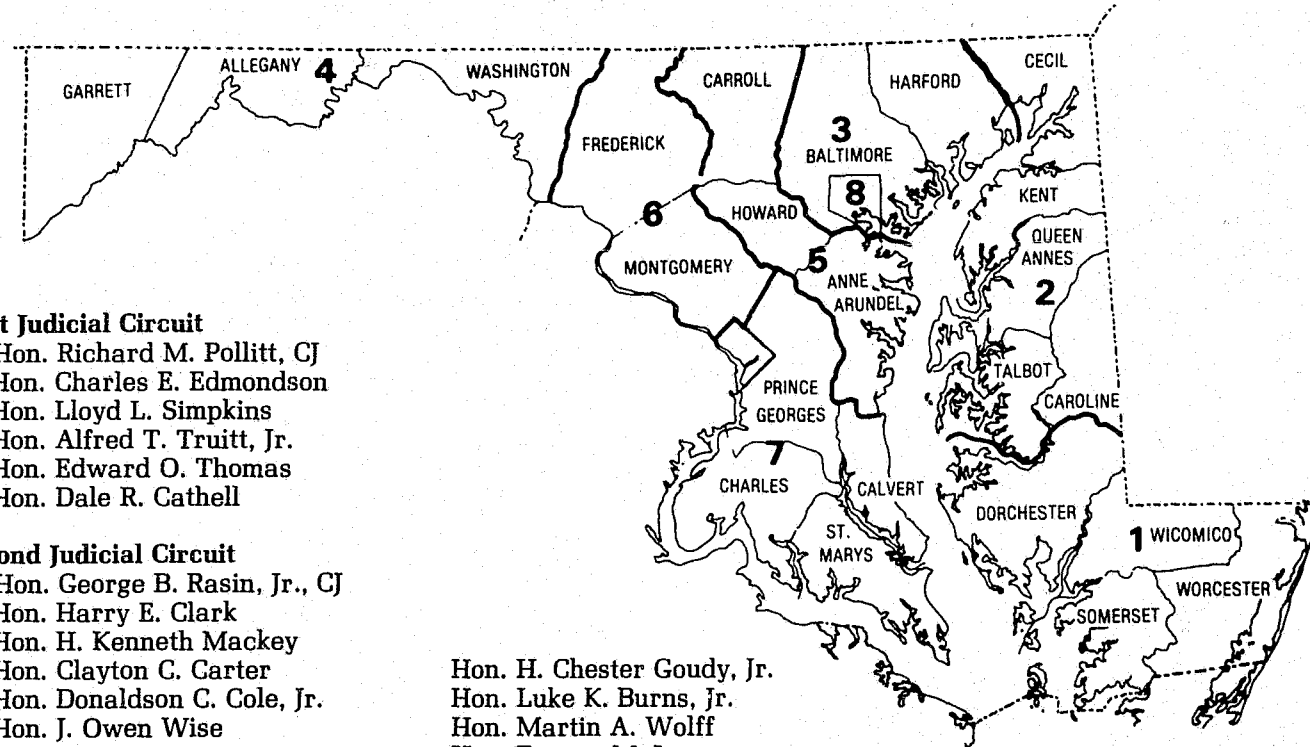 GARRETT
ALLEGANY
4
WASHINGTON
FREDERICK
CARROLL
HARFORD
CECIL
3
BALTIMORE
8
KENT
HOWARD
6
MONTGOMERY
5
ANNE
ARUNDEL
QUEEN
ANNES
2
TALBOT
CAROLINE
PRINCE
GEORGES
7
CHARLES
CALVERT
ST.
MARYS
DORCHESTER
1 WICOMICO
WORCESTER
SOMERSET
t Judicial Circuit
Hon. Richard M. Pollitt, CJ
Hon. Charles E. Edmondson
Hon. Lloyd L. Simpkins
Hon. Alfred T. Truitt, Jr.
Hon. Edward O. Thomas
Hon. Dale R. Cathell
ond Judicial Circuit
Hon. George B. Rasin, Jr., CJ
Hon. Harry E. Clark
Hon. H. Kenneth Mackey
Hon. Clayton C. Carter
Hon. Donaldson C. Cole, Jr.
Hon. J. Owen Wise
Hon. H. Chester Goudy, Jr.
Hon. Luke K. Burns, Jr.
Hon. Martin A. Wolff